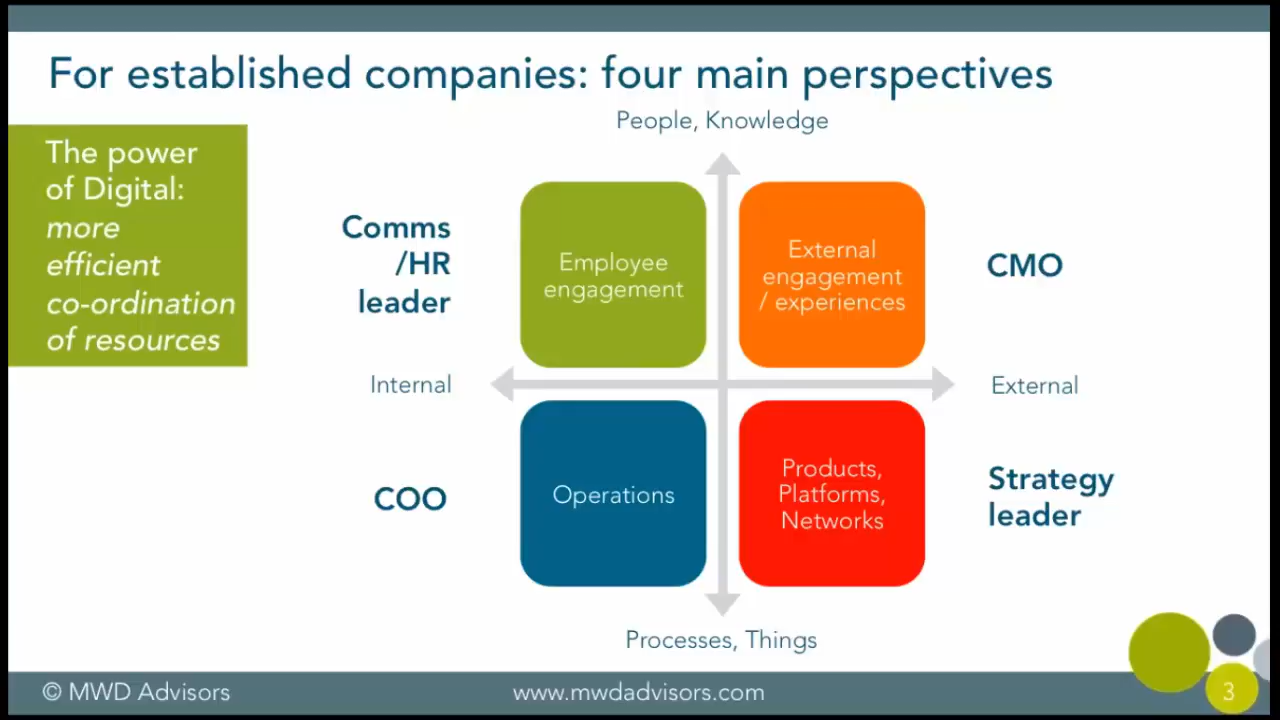 For established companies: four main perspectives
People, Knowledge
The power
of Digital:
more
efficient
co-ordination
of resources
Comms
/HR
leader
Employee
engagement
External
engagement
/ experiences
CMO
Internal
External
COO
Operations
Products,
Platforms,
Networks
Strategy
leader
Processes, Things
© MWD Advisors
www.mwdadvisors.com
3